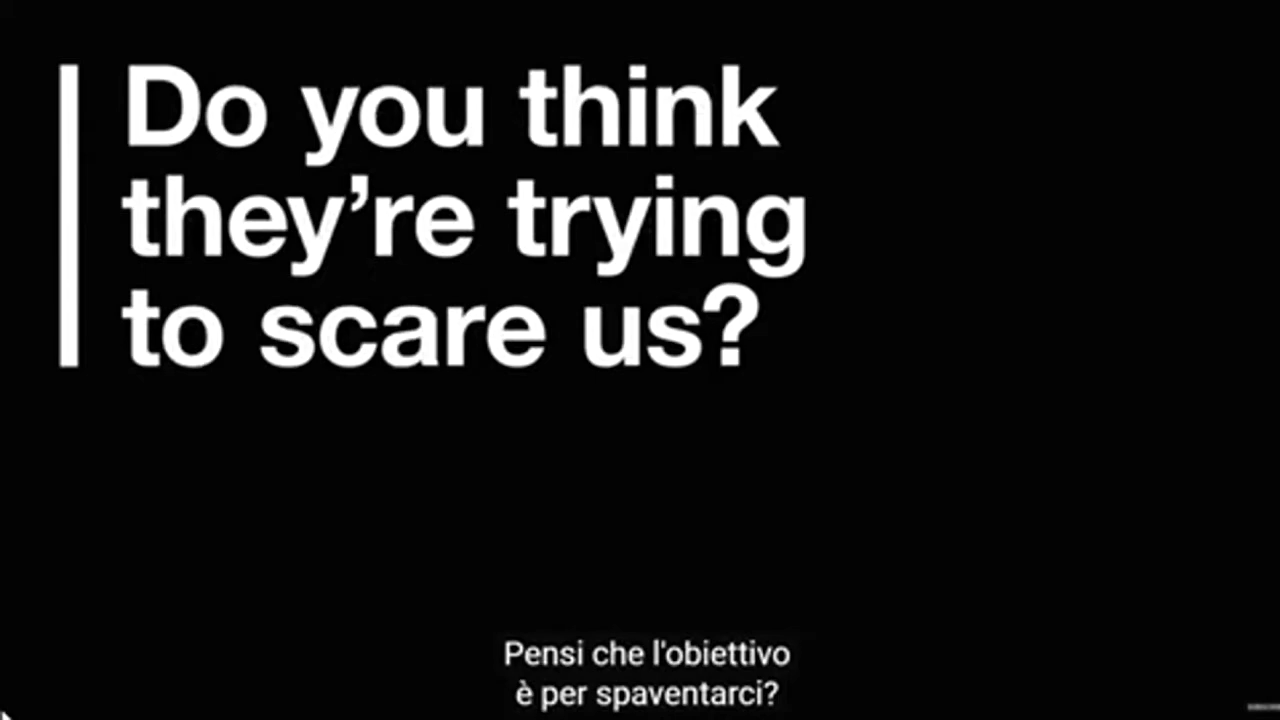 Do you think
they’re trying
to scare us?
Pensi che l'obiettivo
è per spaventarci?